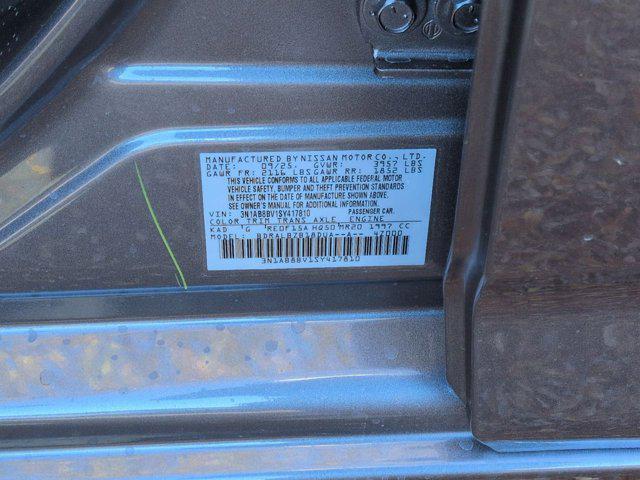 MANUFACTURED BY NISSAN MOTOR CO., LTD.
DATE: 09/25. GVWR: 3957 LBS
GAWR FR: 2116 LBS GAWR RR: 1852 LBS
THIS VEHICLE CONFORMS TO ALL APPLICABLE FEDERAL MOTOR
VEHICLE SAFETY, BUMPER AND THEFT PREVENTION STANDARDS
IN EFFECT ON THE DATE OF MANUFACTURE SHOWN ABOVE.
*SEE OWNER'S MANUAL FOR ADDITIONAL INFORMATION.
VIN: 3N1AB8BV1SY417810 PASSENGER CAR.
COLOR TRIM TRANS AXLE ENGINE
KAD 'G 'RE0F15A HQ50 MR20 1997 CC
MODEL: BDRALBZB18DUA--A-- 47000
3N1AB8BV1SY417810